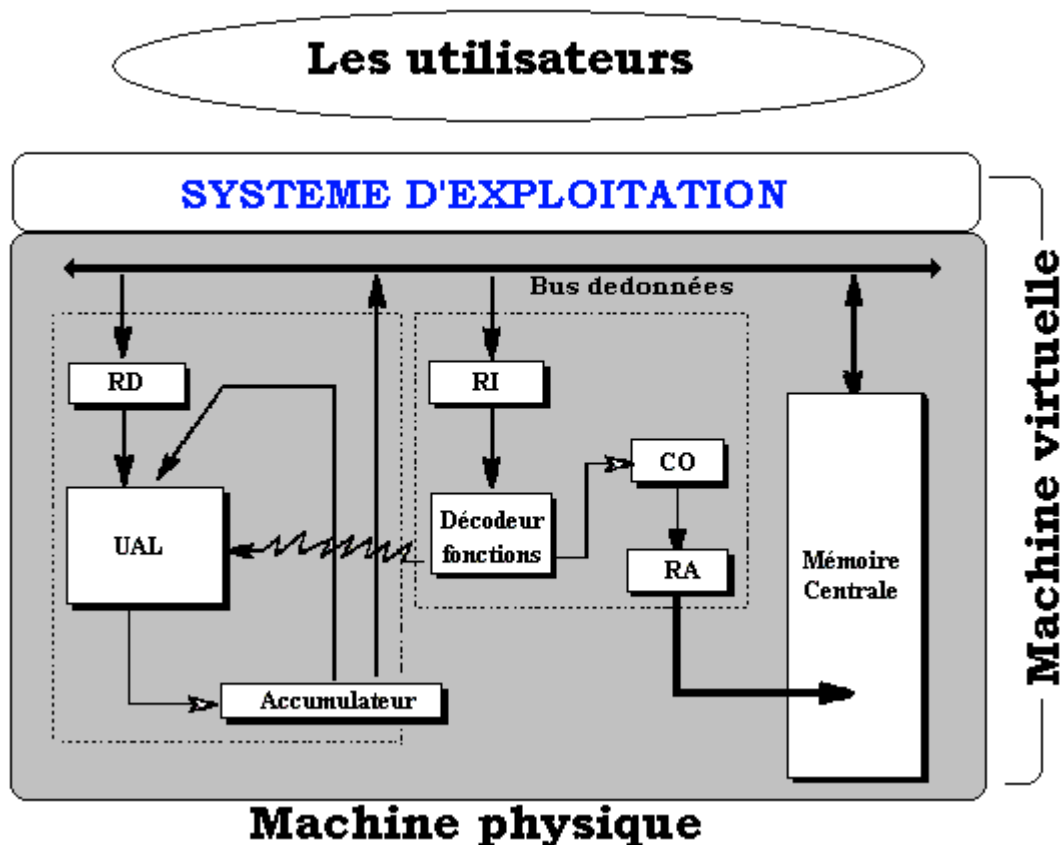 Les utilisateurs
SYSTEME D'EXPLOITATION
Bus dedonnées
RD
RI
CO
UAL
Décodeur
fonctions
RA
Mémoire
Centrale
Accumulateur
Machine physique
Machine virtuelle